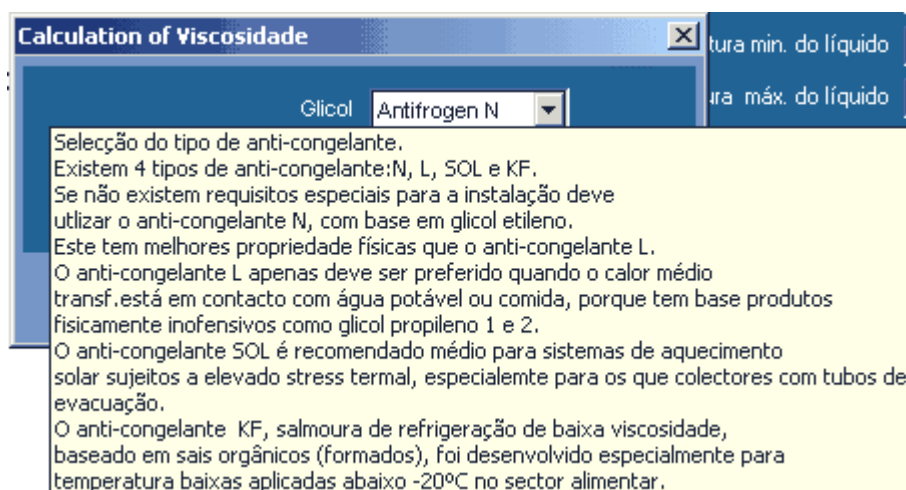 Calculation of Viscosidade
tura min. do líquido
ura máx. do líquido
Glicol Antifrogen N
Selecção do tipo de anti-congelante.
Existem 4 tipos de anti-congelante:N, L, SOL e KF.
Se não existem requisitos especiais para a instalação deve
utlizar o anti-congelante N, com base em glicol etileno.
Este tem melhores propriedade físicas que o anti-congelante L.
O anti-congelante L apenas deve ser preferido quando o calor médio
transf.está em contacto com água potável ou comida, porque tem base produtos
fisicamente inofensivos como glicol propileno 1 e 2.
O anti-congelante SOL é recomendado médio para sistemas de aquecimento
solar sujeitos a elevado stress termal, especialemte para os que colectores com tubos de
evacuação.
O anti-congelante KF, salmoura de refrigeração de baixa viscosidade,
baseado em sais orgânicos (formados), foi desenvolvido especialmente para
temperatura baixas aplicadas abaixo -20ºC no sector alimentar.